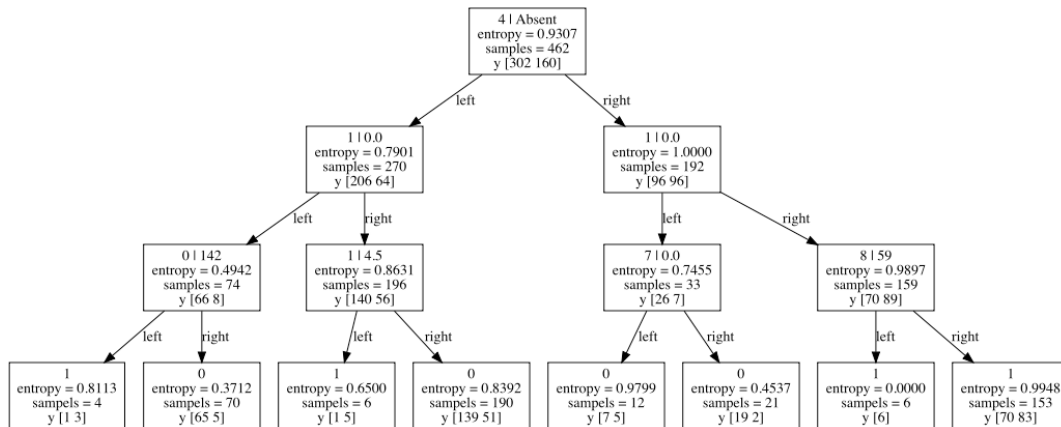 4 | Absent
entropy = 0.9307
samples = 462
y [302 160]
left
right
1 | 0.0
entropy = 0.7901
samples = 270
y [206 64]
1 | 0.0
entropy = 1.0000
samples = 192
y [96 96]
left
right
left
right
0 | 142
entropy = 0.4942
samples = 74
y [66 8]
1 | 4.5
entropy = 0.8631
samples = 196
y [140 56]
7 | 0.0
entropy = 0.7455
samples = 33
y [26 7]
8 | 59
entropy = 0.9897
samples = 159
y [70 89]
left
right
left
right
left
right
left
right
1
entropy = 0.8113
sampels = 4
y [1 3]
0
entropy = 0.3712
sampels = 70
y [65 5]
1
entropy = 0.6500
sampels = 6
y [1 5]
0
entropy = 0.8392
sampels = 190
y [139 51]
0
entropy = 0.9799
sampels = 12
y [7 5]
0
entropy = 0.4537
sampels = 21
y [19 2]
1
entropy = 0.0000
sampels = 6
y [6]
1
entropy = 0.9948
sampels = 153
y [70 83]